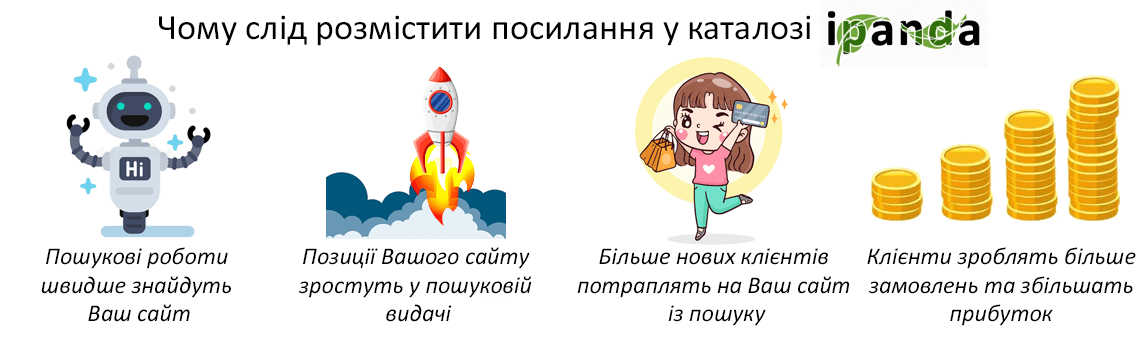 Чому слід розмістити посилання у каталозі ipanda
Hi
Пошукові роботи
швидше знайдуть
Ваш сайт
Позиції Вашого сайту
зростуть у пошуковій
видачі
Більше нових клієнтів
потраплять на Ваш сайт
із пошуку
Клієнти зроблять більше
замовлень та збільшать
прибуток